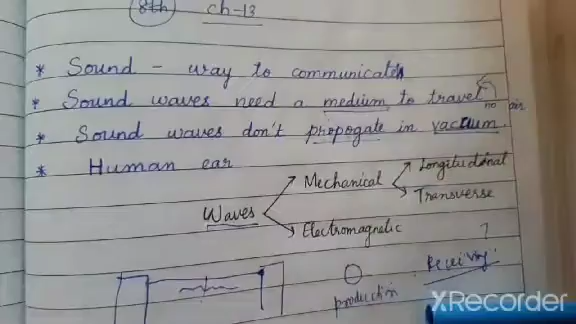 8th ch-13
* Sound - way to communicate
* Sound waves need a medium to travel
no air
* Sound waves don't propogate in vacuum.
* Human ear
Longitudinal
Mechanical
Transverse
Waves
Electromagnetic
Receiving.
production
XRecorder